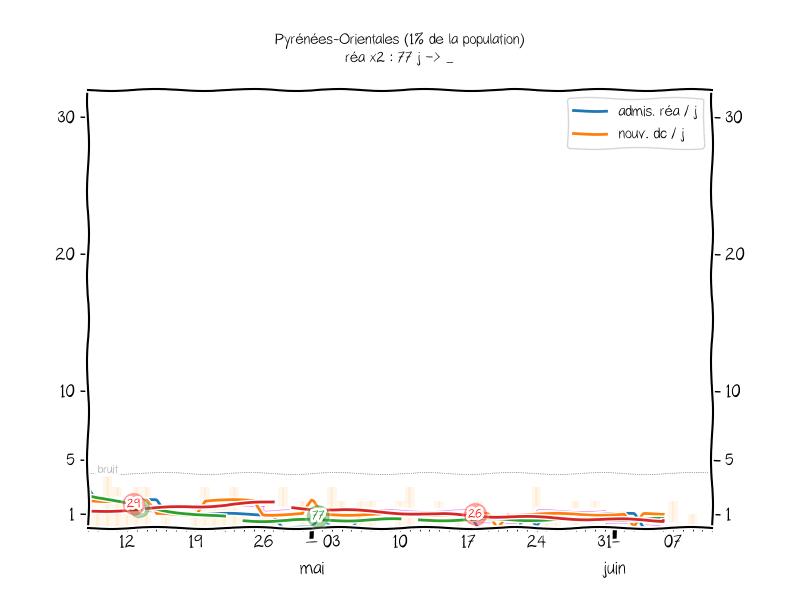 Pyrénées-Orientales (1% de la population)
réa x2 : 77 j -> _
admis. réa / j
nouv. dc / j
30 30
20 20
10 10
5 5
bruit
1 1
29
77
26
12 19 26 03 10 17 24 31 07
mai juin